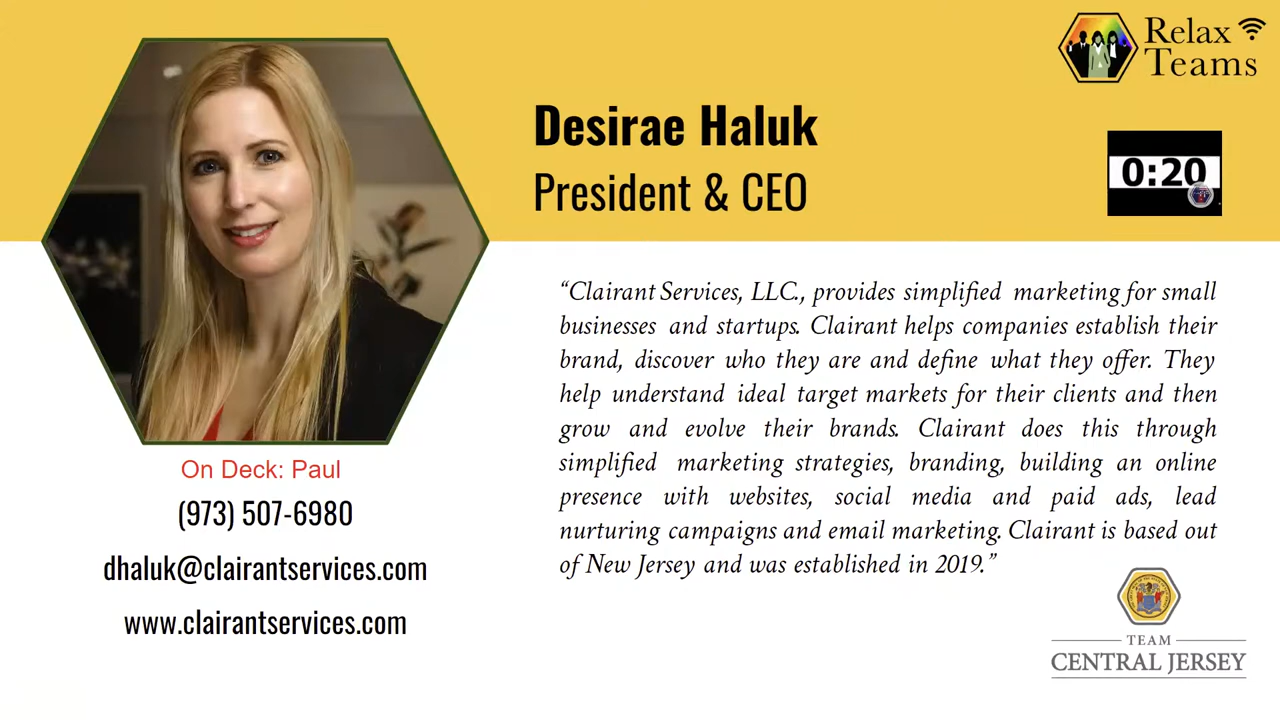 Relax
Teams
Desirae Haluk
President & CEO
0:20
“Clairant Services, LLC., provides simplified marketing for small
businesses and startups. Clairant helps companies establish their
brand, discover who they are and define what they offer. They
help understand ideal target markets for their clients and then
grow and evolve their brands. Clairant does this through
simplified marketing strategies, branding, building an online
presence with websites, social media and paid ads, lead
nurturing campaigns and email marketing. Clairant is based out
of New Jersey and was established in 2019.”
On Deck: Paul
(973) 507-6980
dhaluk@clairantservices.com
www.clairantservices.com
TEAM
CENTRAL JERSEY